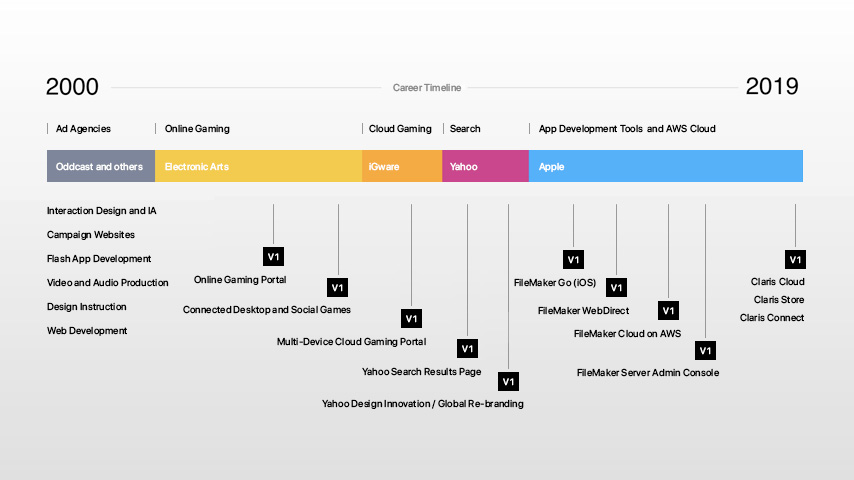 2000
Career Timeline
2019
Ad Agencies
Online Gaming
Cloud Gaming
Search
App Development Tools and AWS Cloud
Oddcast and others
Electronic Arts
iGware
Yahoo
Apple
Interaction Design and IA
Campaign Websites
Flash App Development
Video and Audio Production
Design Instruction
Web Development
V1
Online Gaming Portal
V1
Connected Desktop and Social Games
V1
Multi-Device Cloud Gaming Portal
V1
Yahoo Search Results Page
V1
Yahoo Design Innovation / Global Re-branding
V1
FileMaker Go (iOS)
V1
FileMaker WebDirect
V1
FileMaker Cloud on AWS
V1
FileMaker Server Admin Console
V1
Claris Cloud
Claris Store
Claris Connect